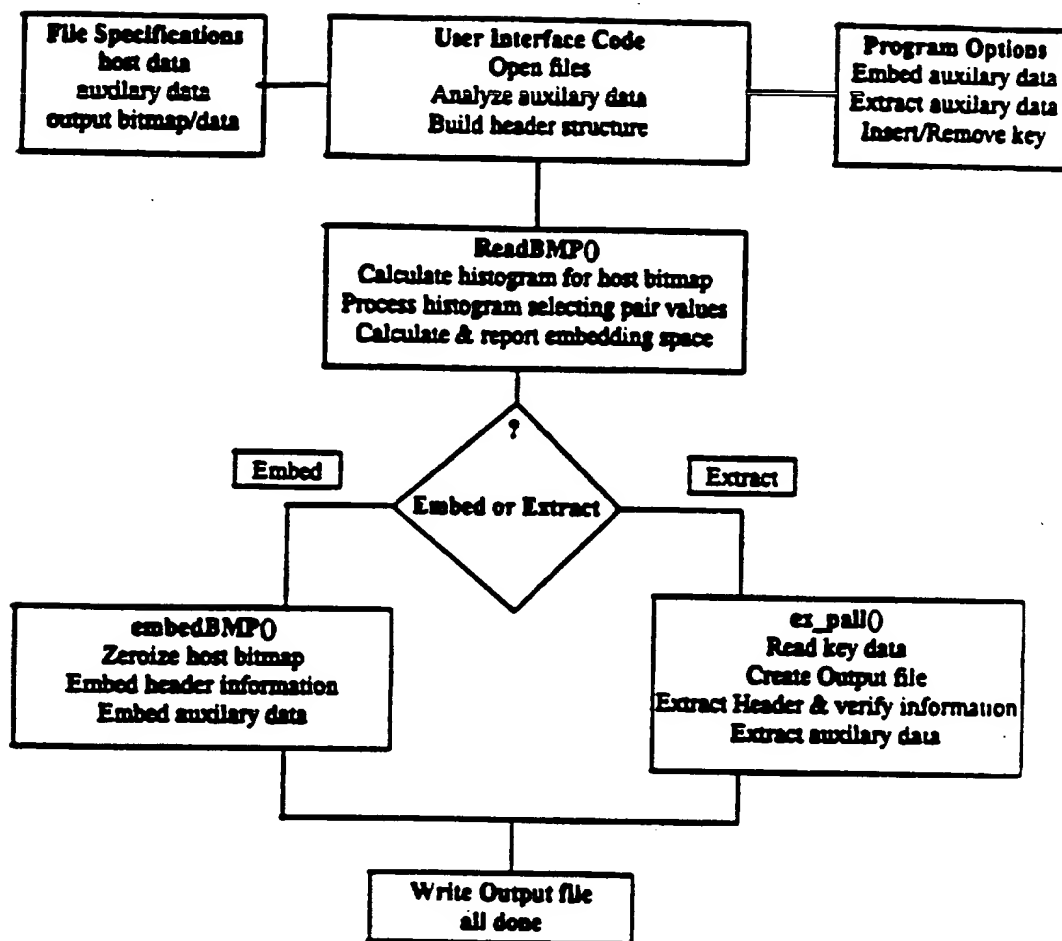 File Specifications
host data
auxilary data
output bitmap/data
User Interface Code
Open files
Analyze auxilary data
Build header structure
Program Options
Embed auxilary data
Extract auxilary data
Insert/Remove key
ReadBMP()
Calculate histogram for host bitmap
Process histogram selecting pair values
Calculate & report embedding space
?
Embed
Embed or Extract
Extract
embedBMP()
Zeroize host bitmap
Embed header information
Embed auxilary data
ex_pall()
Read key data
Create Output file
Extract Header & verify information
Extract auxilary data
Write Output file
all done